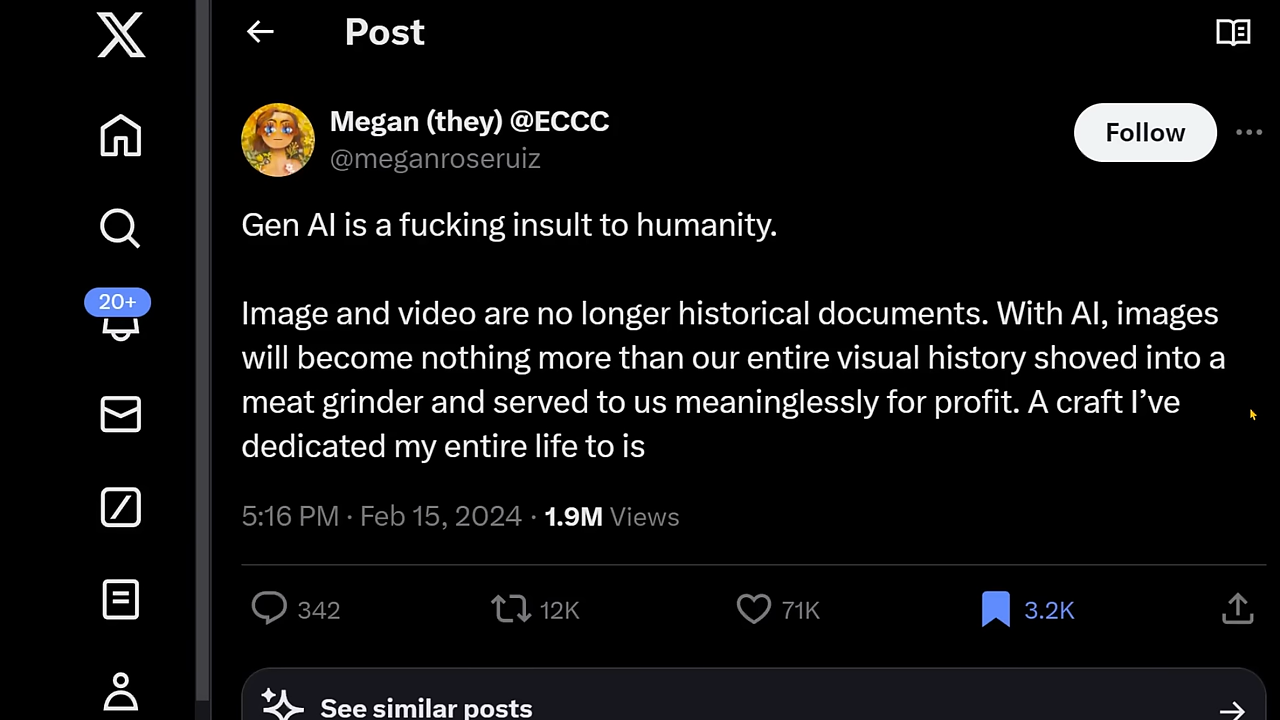 Post
Megan (they) @ECCC
@meganroseruiz
Follow
Gen AI is a fucking insult to humanity.
Image and video are no longer historical documents. With AI, images
will become nothing more than our entire visual history shoved into a
meat grinder and served to us meaninglessly for profit. A craft I’ve
dedicated my entire life to is
5:16 PM · Feb 15, 2024 · 1.9M Views
342 12K 71K 3.2K
See similar posts
20+